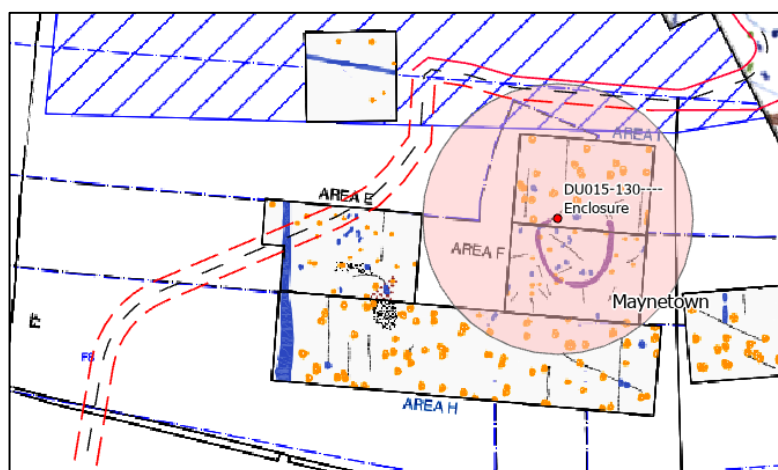 AREA I
AREA E
DU015-130----
Enclosure
AREA F
Maynetown
F8
AREA H